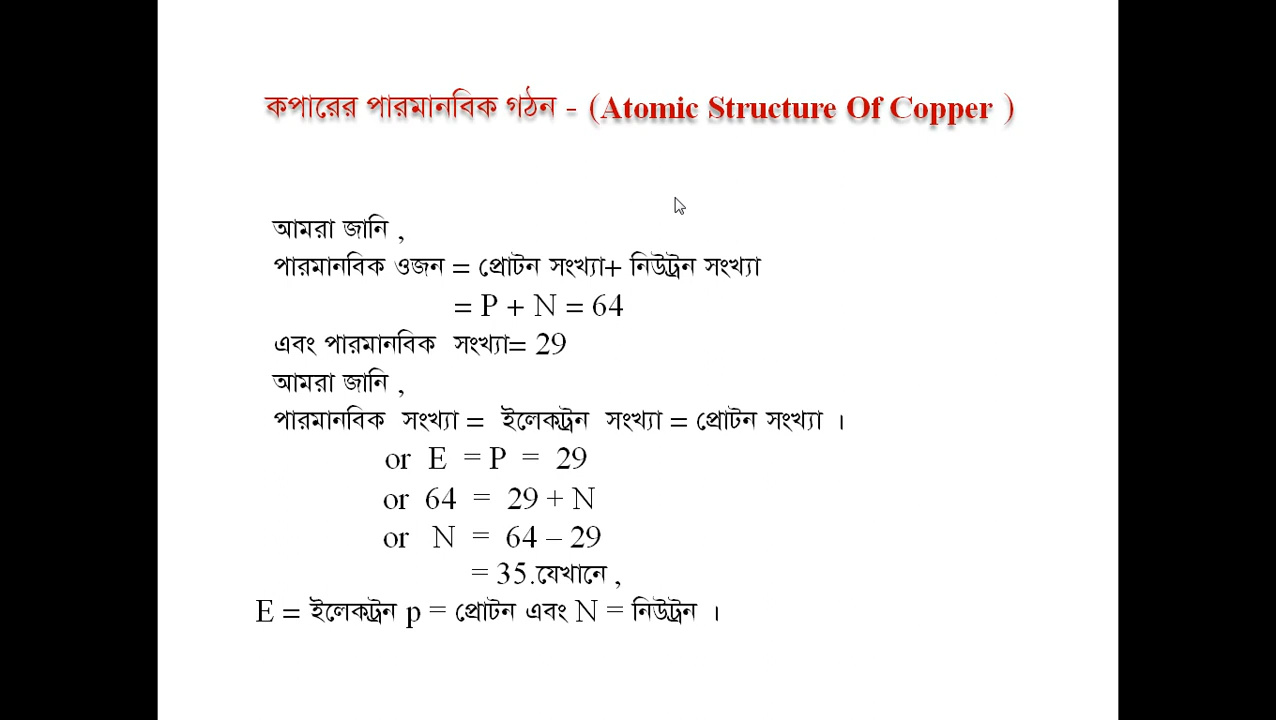 কপারের পারমানবিক গঠন - (Atomic Structure Of Copper )
আমরা জানি ,
পারমানবিক ওজন = প্রোটন সংখ্যা+ নিউট্রন সংখ্যা
= P + N = 64
এবং পারমানবিক সংখ্যা= 29
আমরা জানি ,
পারমানবিক সংখ্যা = ইলেকট্রন সংখ্যা = প্রোটন সংখ্যা ।
or E = P = 29
or 64 = 29 + N
or N = 64 – 29
= 35.যেখানে ,
E = ইলেকট্রন p = প্রোটন এবং N = নিউট্রন ।